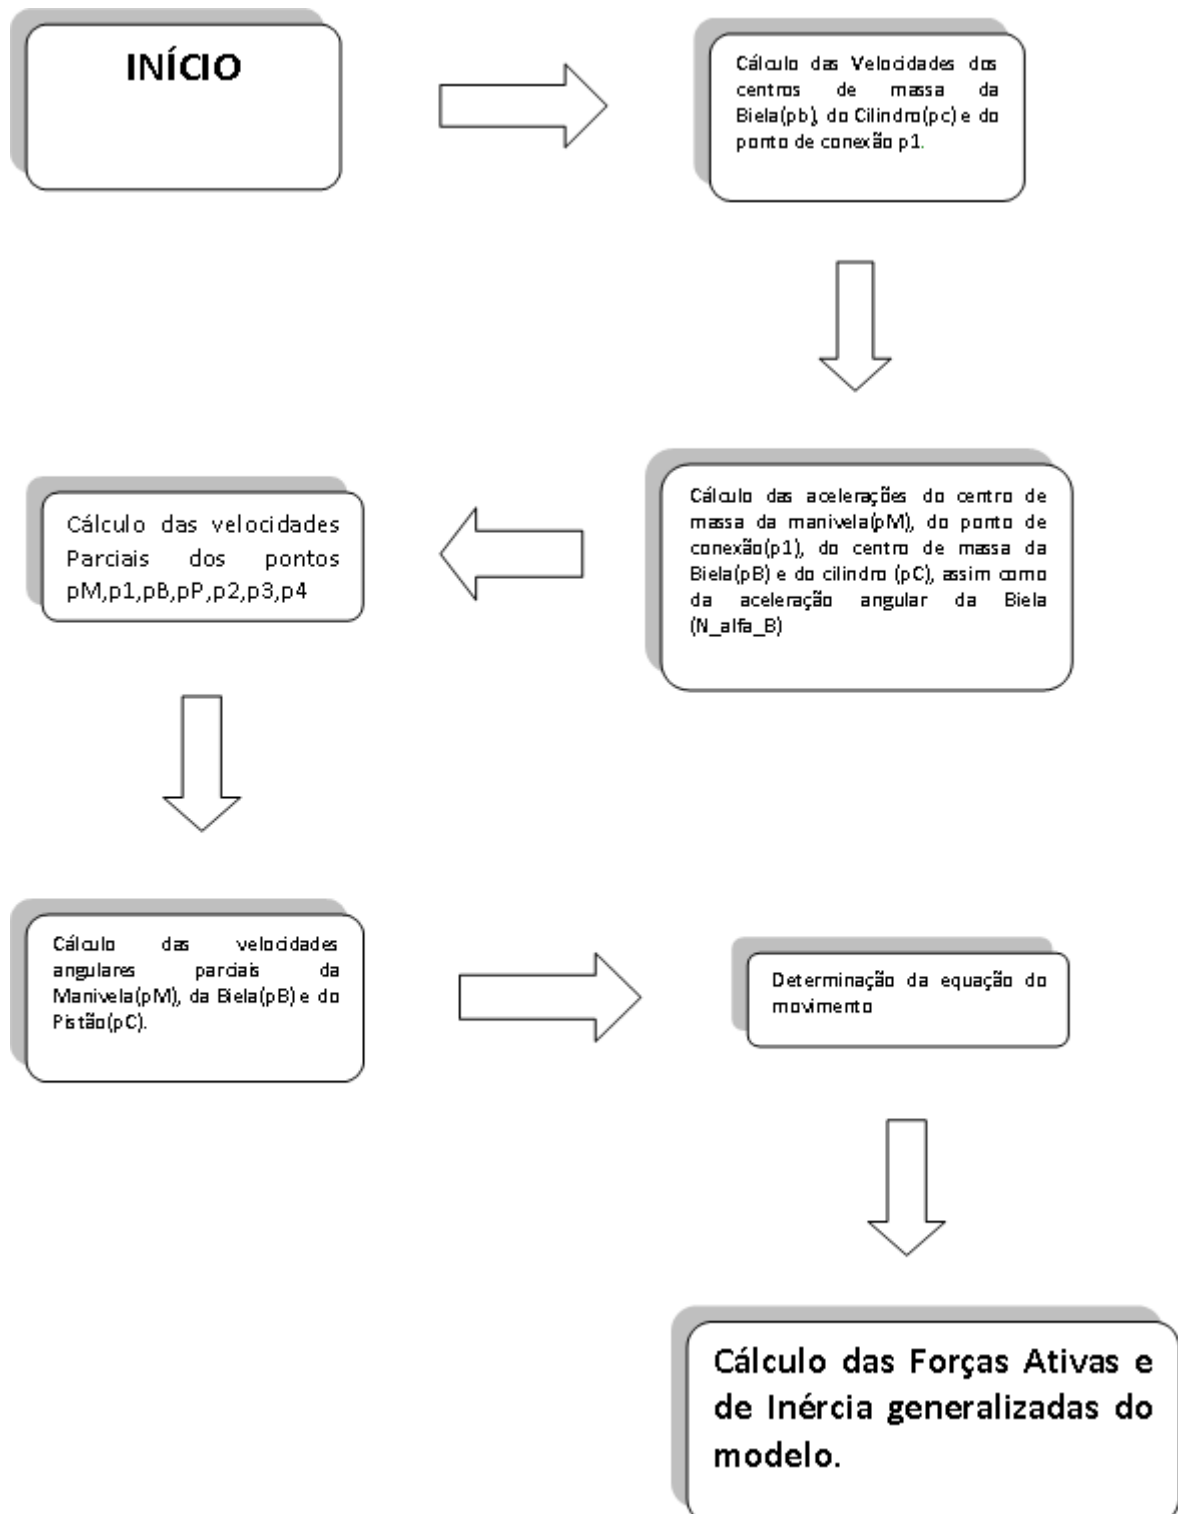 INÍCIO
Cálculo das Velocidades dos
centros de massa da
Biela(pb), do Cilindro(pc) e do
ponto de conexão p1.
Cálculo das acelerações do centro de
massa da manivela(pM), do ponto de
conexão(p1), do centro de massa da
Biela(pB) e do cilindro (pC), assim como
da aceleração angular da Biela
(N_alfa_B)
Cálculo das velocidades
Parciais dos pontos
pM,p1,pB,pP,p2,p3,p4
Cálculo das velocidades
angulares parciais da
Manivela(pM), da Biela(pB) e do
Pistão(pC).
Determinação da equação do
movimento
Cálculo das Forças Ativas e
de Inércia generalizadas do
modelo.